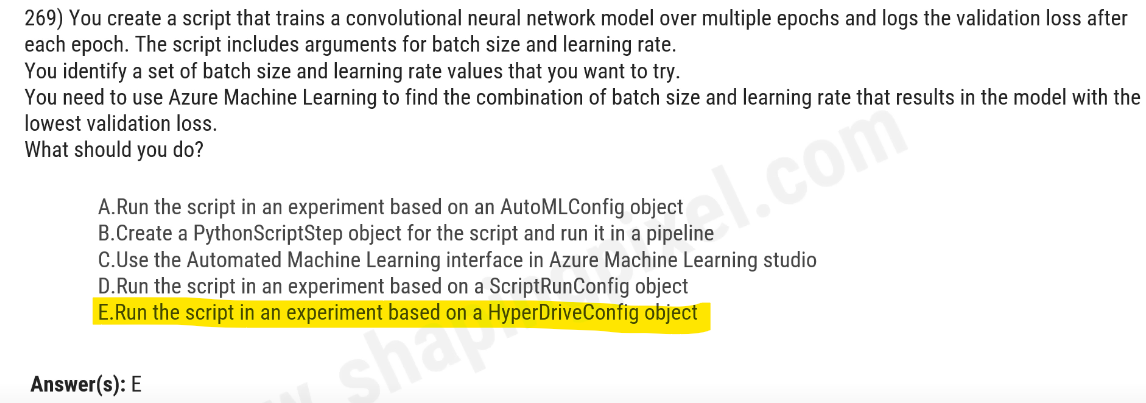 269) You create a script that trains a convolutional neural network model over multiple epochs and logs the validation loss after
each epoch. The script includes arguments for batch size and learning rate.
You identify a set of batch size and learning rate values that you want to try.
You need to use Azure Machine Learning to find the combination of batch size and learning rate that results in the model with the
lowest validation loss.
What should you do?
A.Run the script in an experiment based on an AutoMLConfig object
B.Create a PythonScriptStep object for the script and run it in a pipeline
C.Use the Automated Machine Learning interface in Azure Machine Learning studio
D.Run the script in an experiment based on a ScriptRunConfig object
E.Run the script in an experiment based on a HyperDriveConfig object
Answer(s): E